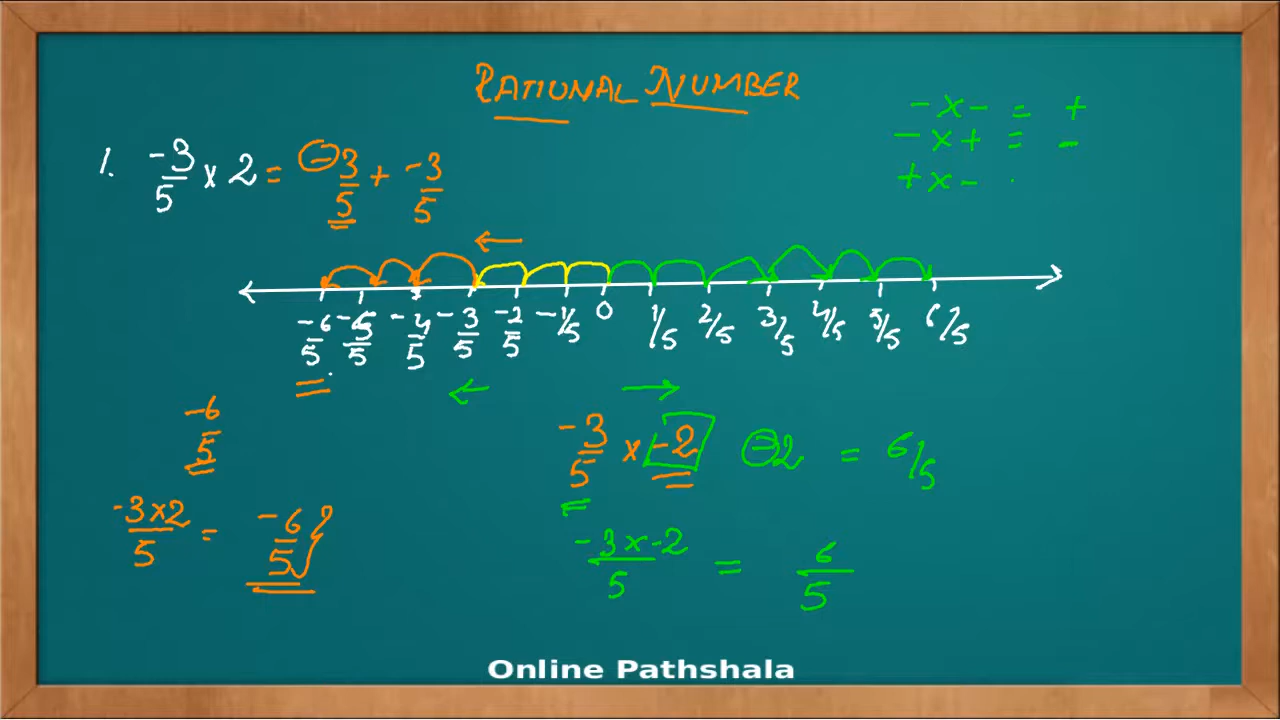 RATIONAL NUMBER
- x - = +
- x + = -
+ x -
1. -3/5 x 2 = -3/5 + -3/5
-6/5 -5/5 -4/5 -3/5 -2/5 -1/5 0 1/5 2/5 3/5 4/5 5/5 6/5
-6/5
-3/5 x -2 -2 = 6/5
-3x2/5 = -6/5
= -3 x -2/5 = 6/5
Online Pathshala